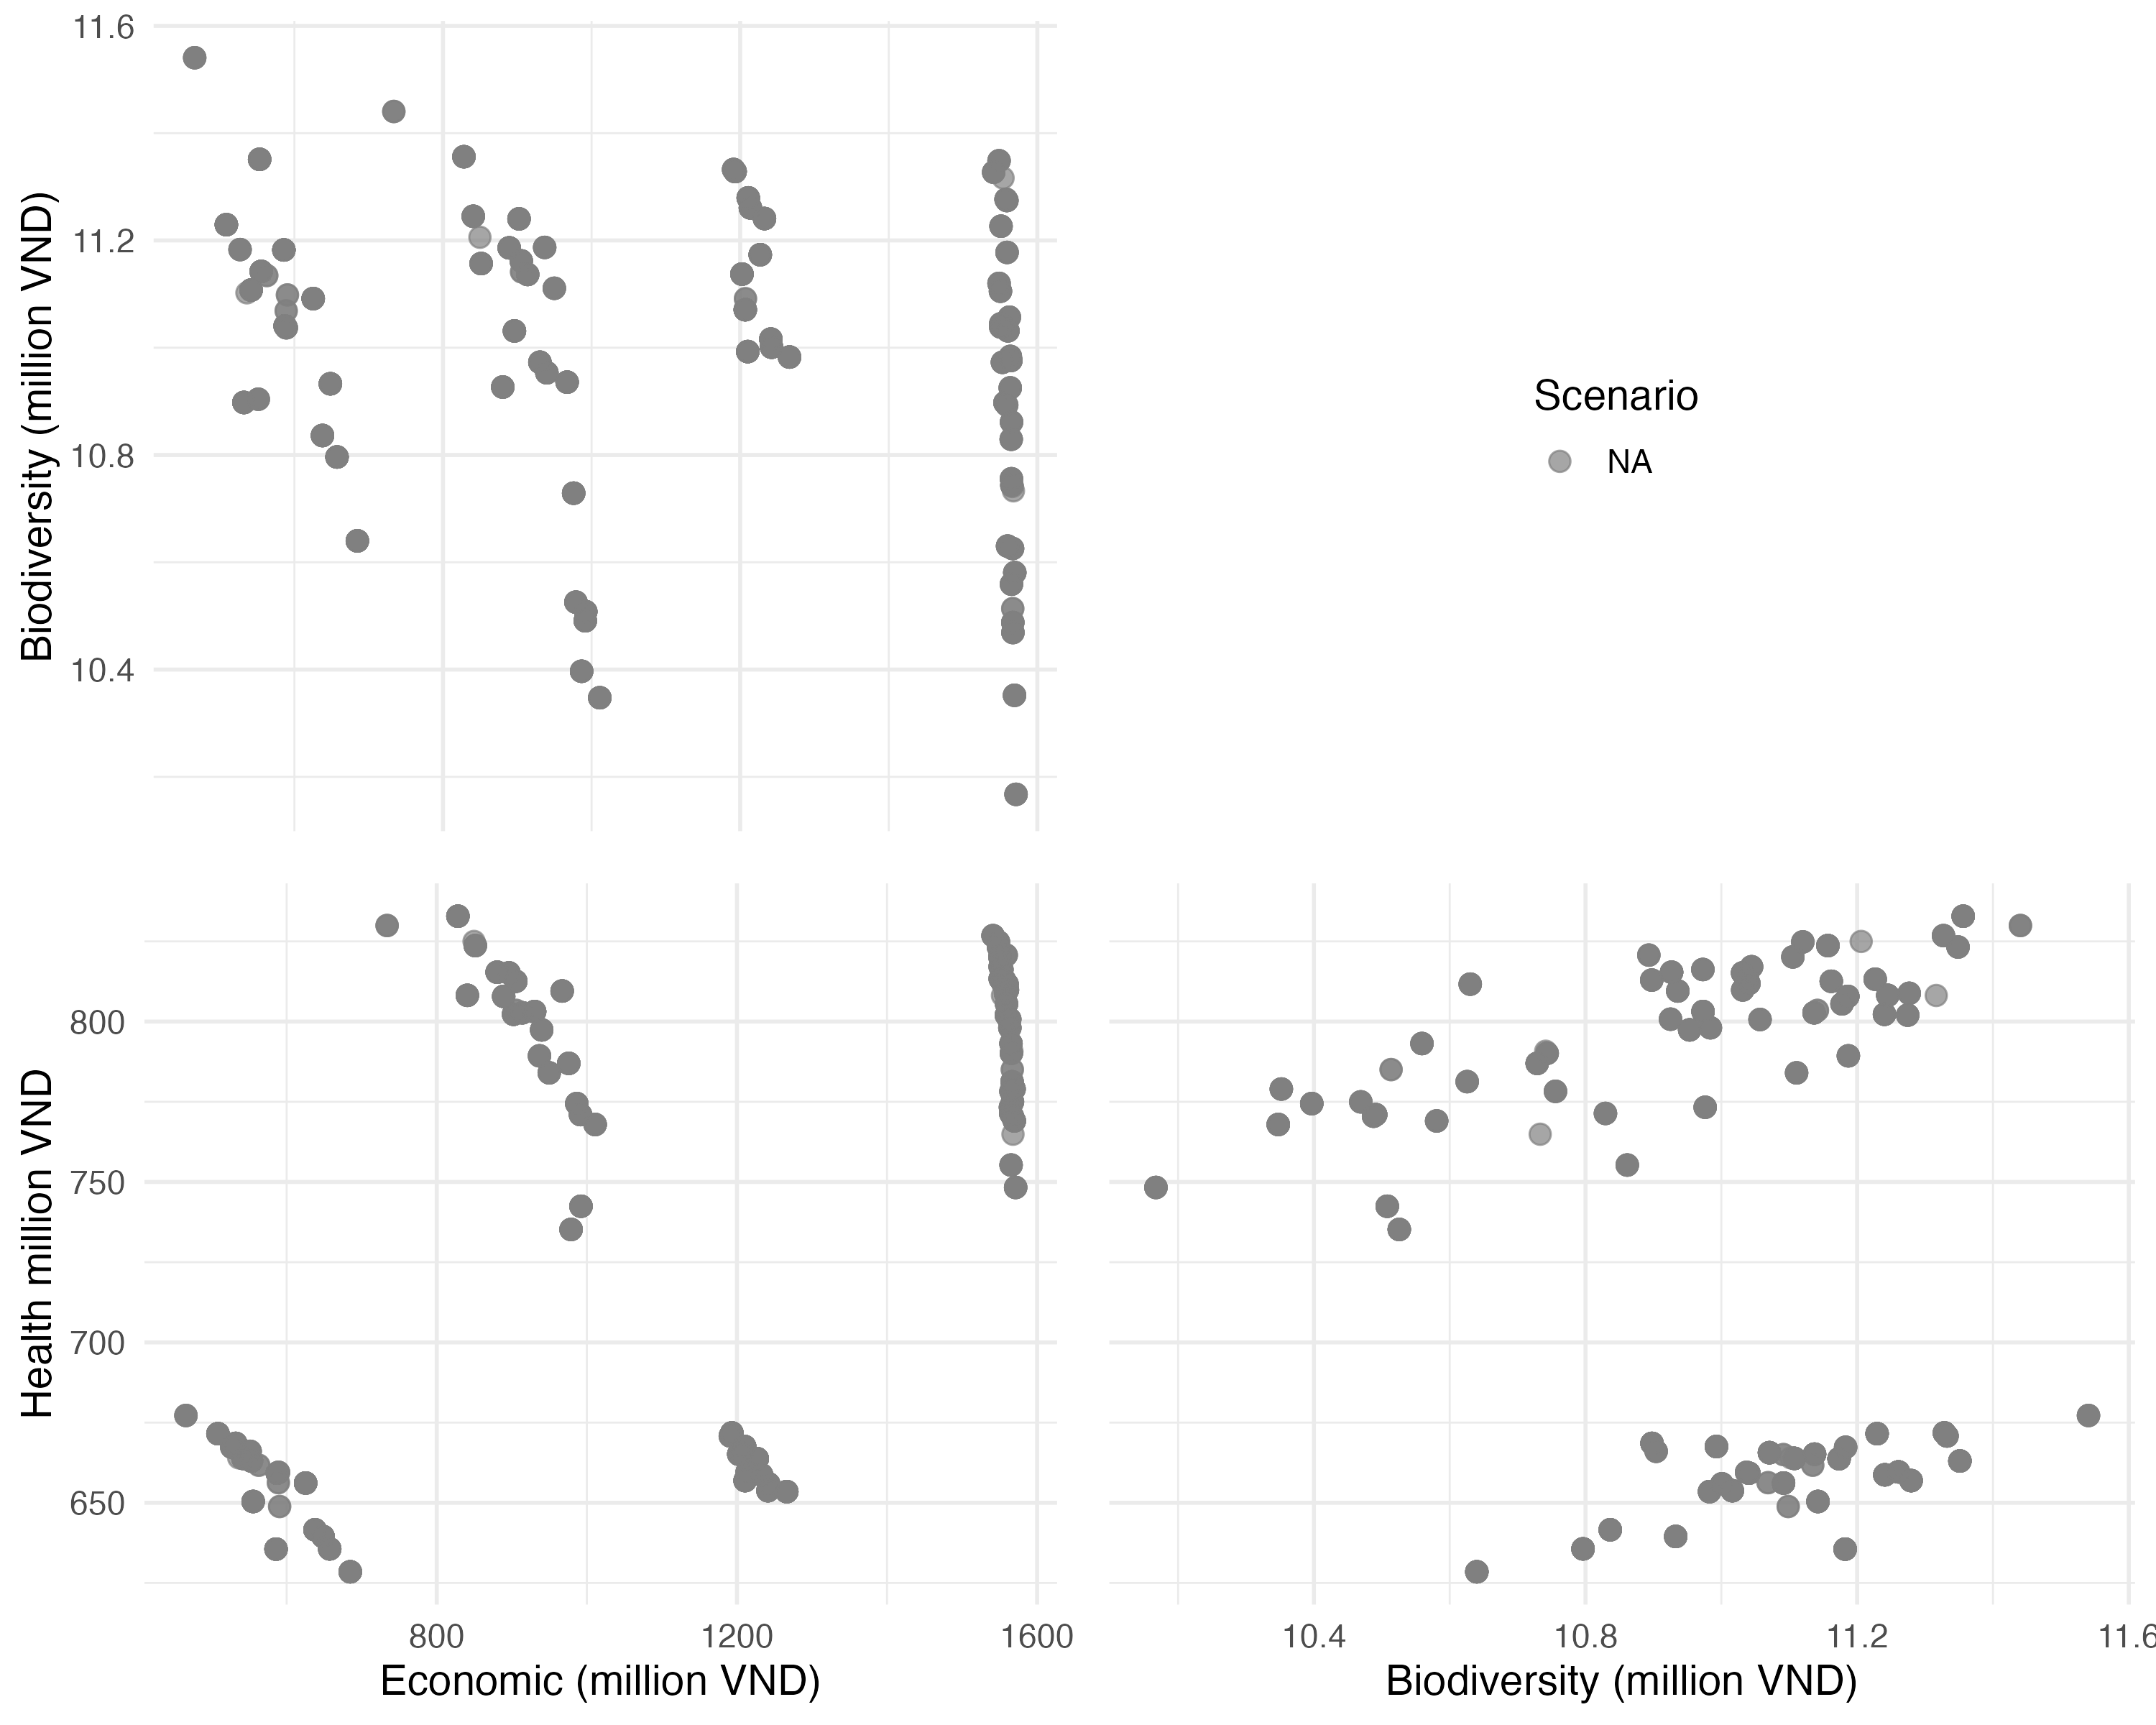 11.6
11.2
10.8
10.4
Biodiversity (million VND)
Scenario
NA
800
750
700
650
Health million VND
800 1200 1600
Economic (million VND)
10.4 10.8 11.2 11.6
Biodiversity (million VND)